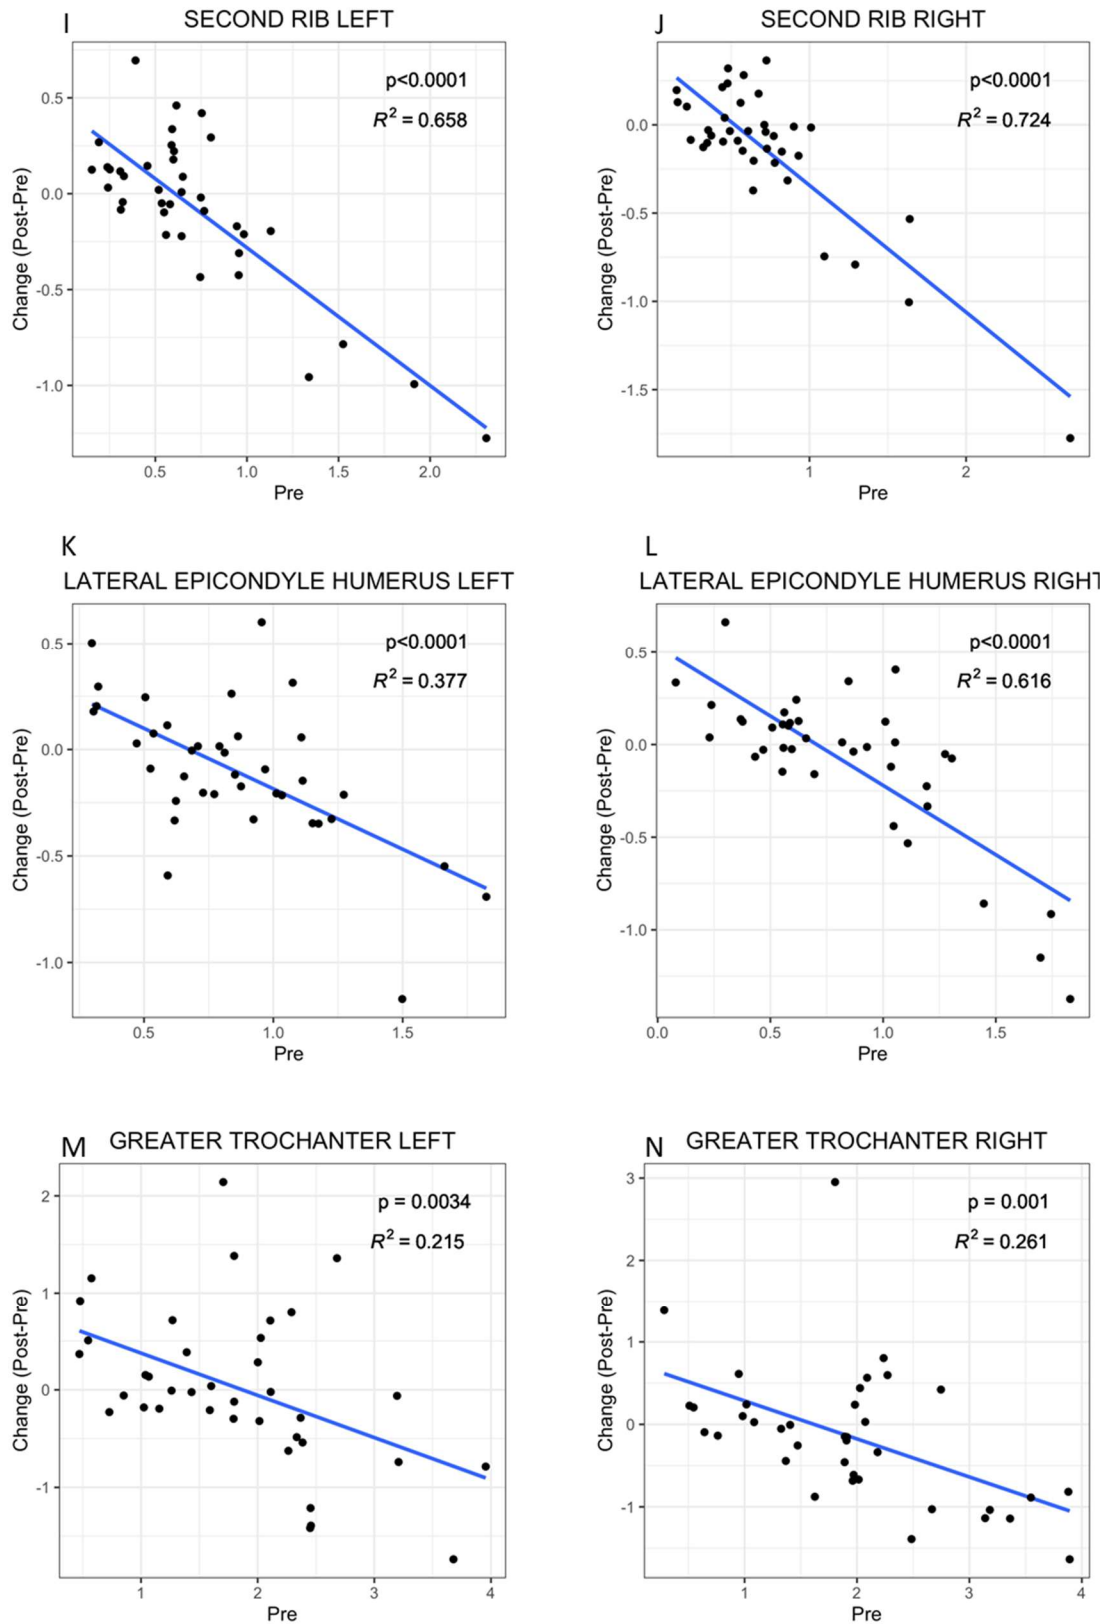 I SECOND RIB LEFT
p<0.0001
R² = 0.658
0.5
0.0
-0.5
-1.0
Change (Post-Pre)
0.5 1.0 1.5 2.0
Pre
J SECOND RIB RIGHT
p<0.0001
R² = 0.724
0.0
-0.5
-1.0
-1.5
Change (Post-Pre)
1 2
Pre
K
LATERAL EPICONDYLE HUMERUS LEFT
p<0.0001
R² = 0.377
0.5
0.0
-0.5
-1.0
Change (Post-Pre)
0.5 1.0 1.5
Pre
L
LATERAL EPICONDYLE HUMERUS RIGHT
p<0.0001
R² = 0.616
0.5
0.0
-0.5
-1.0
Change (Post-Pre)
0.0 0.5 1.0 1.5
Pre
M GREATER TROCHANTER LEFT
p = 0.0034
R² = 0.215
2
1
0
-1
Change (Post-Pre)
1 2 3 4
Pre
N GREATER TROCHANTER RIGHT
p = 0.001
R² = 0.261
3
2
1
0
-1
Change (Post-Pre)
1 2 3 4
Pre